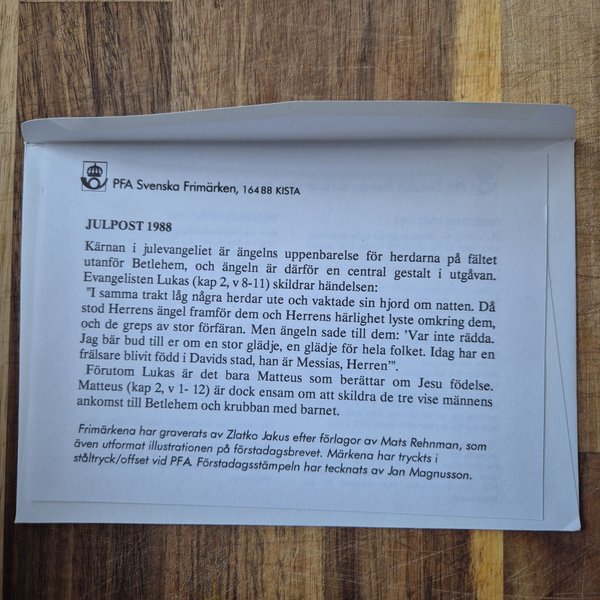 PFA Svenska Frimärken, 164 88 KISTA
JULPOST 1988
Kärnan i julevangeliet är ängelns uppenbarelse för herdarna på fältet
utanför Betlehem, och ängeln är därför en central gestalt i utgåvan.
Evangelisten Lukas (kap 2, v 8-11) skildrar händelsen:
"I samma trakt låg några herdar ute och vaktade sin hjord om natten. Då
stod Herrens ängel framför dem och Herrens härlighet lyste omkring dem,
och de greps av stor förfäran. Men ängeln sade till dem: 'Var inte rädda.
Jag bär bud till er om en stor glädje, en glädje för hela folket. Idag har en
frälsare blivit född i Davids stad, han är Messias, Herren'".
Förutom Lukas är det bara Matteus som berättar om Jesu födelse.
Matteus (kap 2, v 1- 12) är dock ensam om att skildra de tre vise männens
ankomst till Betlehem och krubban med barnet.
Frimärkena har graverats av Zlatko Jakus efter förlagor av Mats Rehnman, som
även utformat illustrationen på förstadagsbrevet. Märkena har tryckts i
ståltryck/offset vid PFA. Förstadagsstämpeln har tecknats av Jan Magnusson.